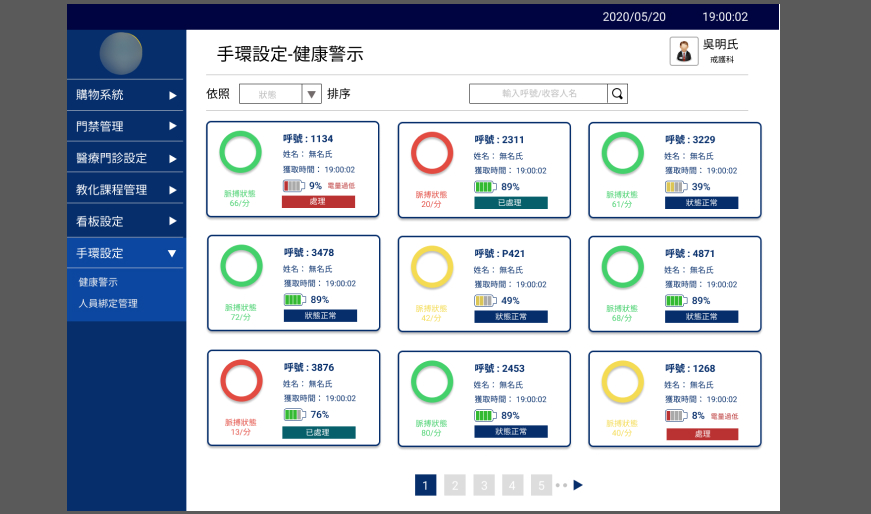 2020/05/20 19:00:02
手環設定-健康警示
吳明氏
戒護科
購物系統
門禁管理
醫療門診設定
教化課程管理
看板設定
手環設定
健康警示
人員綁定管理
依照 狀態 排序
輸入呼號/收容人名
呼號 : 1134
姓名： 無名氏
獲取時間： 19:00:02
9% 電量過低
處理
脈搏狀態
66/分
呼號 : 2311
姓名： 無名氏
獲取時間： 19:00:02
89%
已處理
脈搏狀態
20/分
呼號 : 3229
姓名： 無名氏
獲取時間： 19:00:02
39%
狀態正常
脈搏狀態
61/分
呼號 : 3478
姓名： 無名氏
獲取時間： 19:00:02
89%
狀態正常
脈搏狀態
72/分
呼號 : P421
姓名： 無名氏
獲取時間： 19:00:02
49%
狀態正常
脈搏狀態
42/分
呼號 : 4871
姓名： 無名氏
獲取時間： 19:00:02
89%
狀態正常
脈搏狀態
68/分
呼號 : 3876
姓名： 無名氏
獲取時間： 19:00:02
76%
已處理
脈搏狀態
13/分
呼號 : 2453
姓名： 無名氏
獲取時間： 19:00:02
89%
狀態正常
脈搏狀態
80/分
呼號 : 1268
姓名： 無名氏
獲取時間： 19:00:02
8% 電量過低
處理
脈搏狀態
40/分
1 2 3 4 5